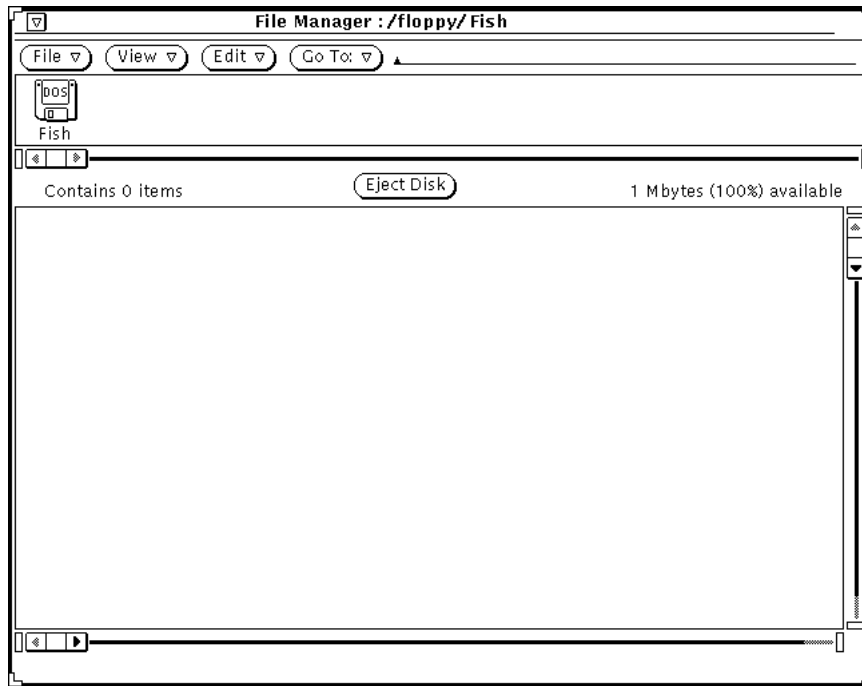 File Manager : /floppy/Fish
File View Edit Go To:
DOS
Fish
Contains 0 items Eject Disk 1 Mbytes (100%) available